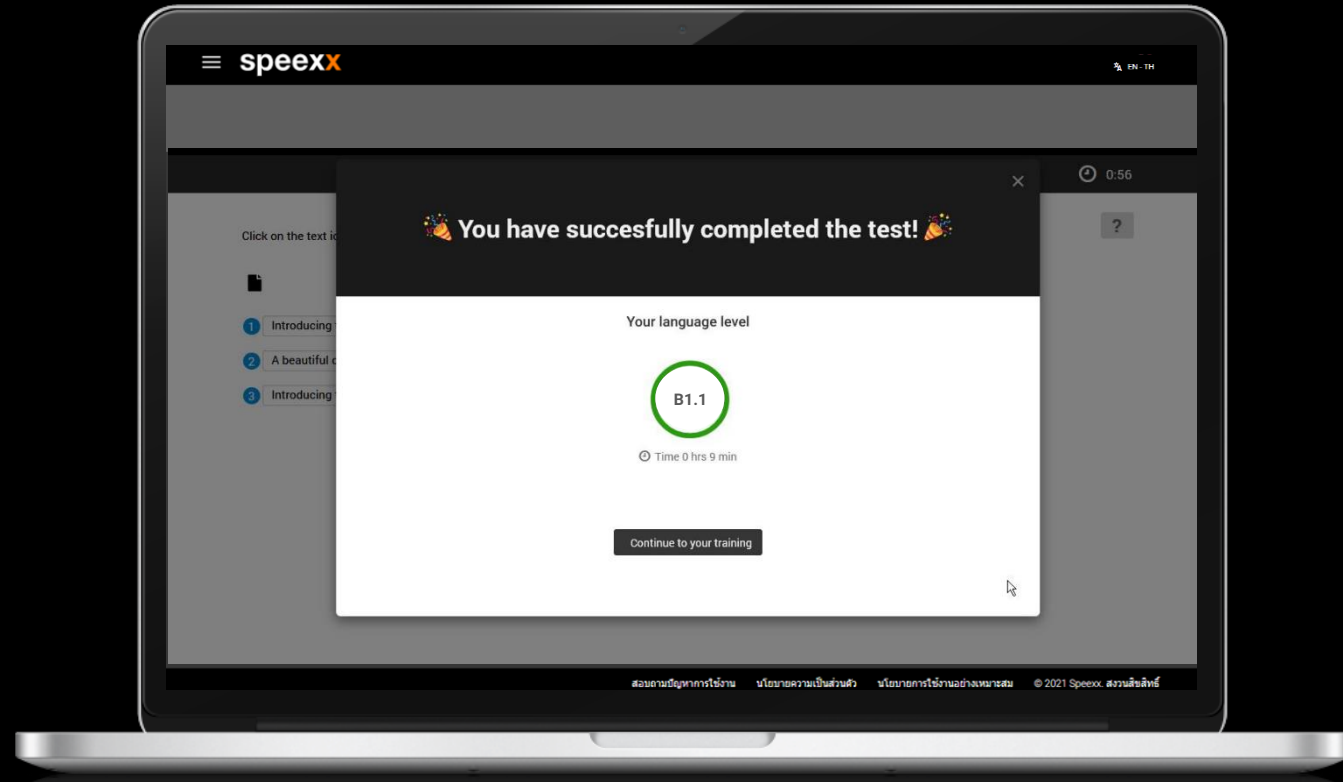 speexx
EN - TH
0:56
You have succesfully completed the test!
?
Click on the text
Your language level
1 Introducing
2 A beautiful
3 Introducing
B1.1
Time 0 hrs 9 min
Continue to your training
สอบถามปัญหาการใช้งาน นโยบายความเป็นส่วนตัว นโยบายการใช้งานอย่างเหมาะสม © 2021 Speexx. สงวนสิขสิทธิ์